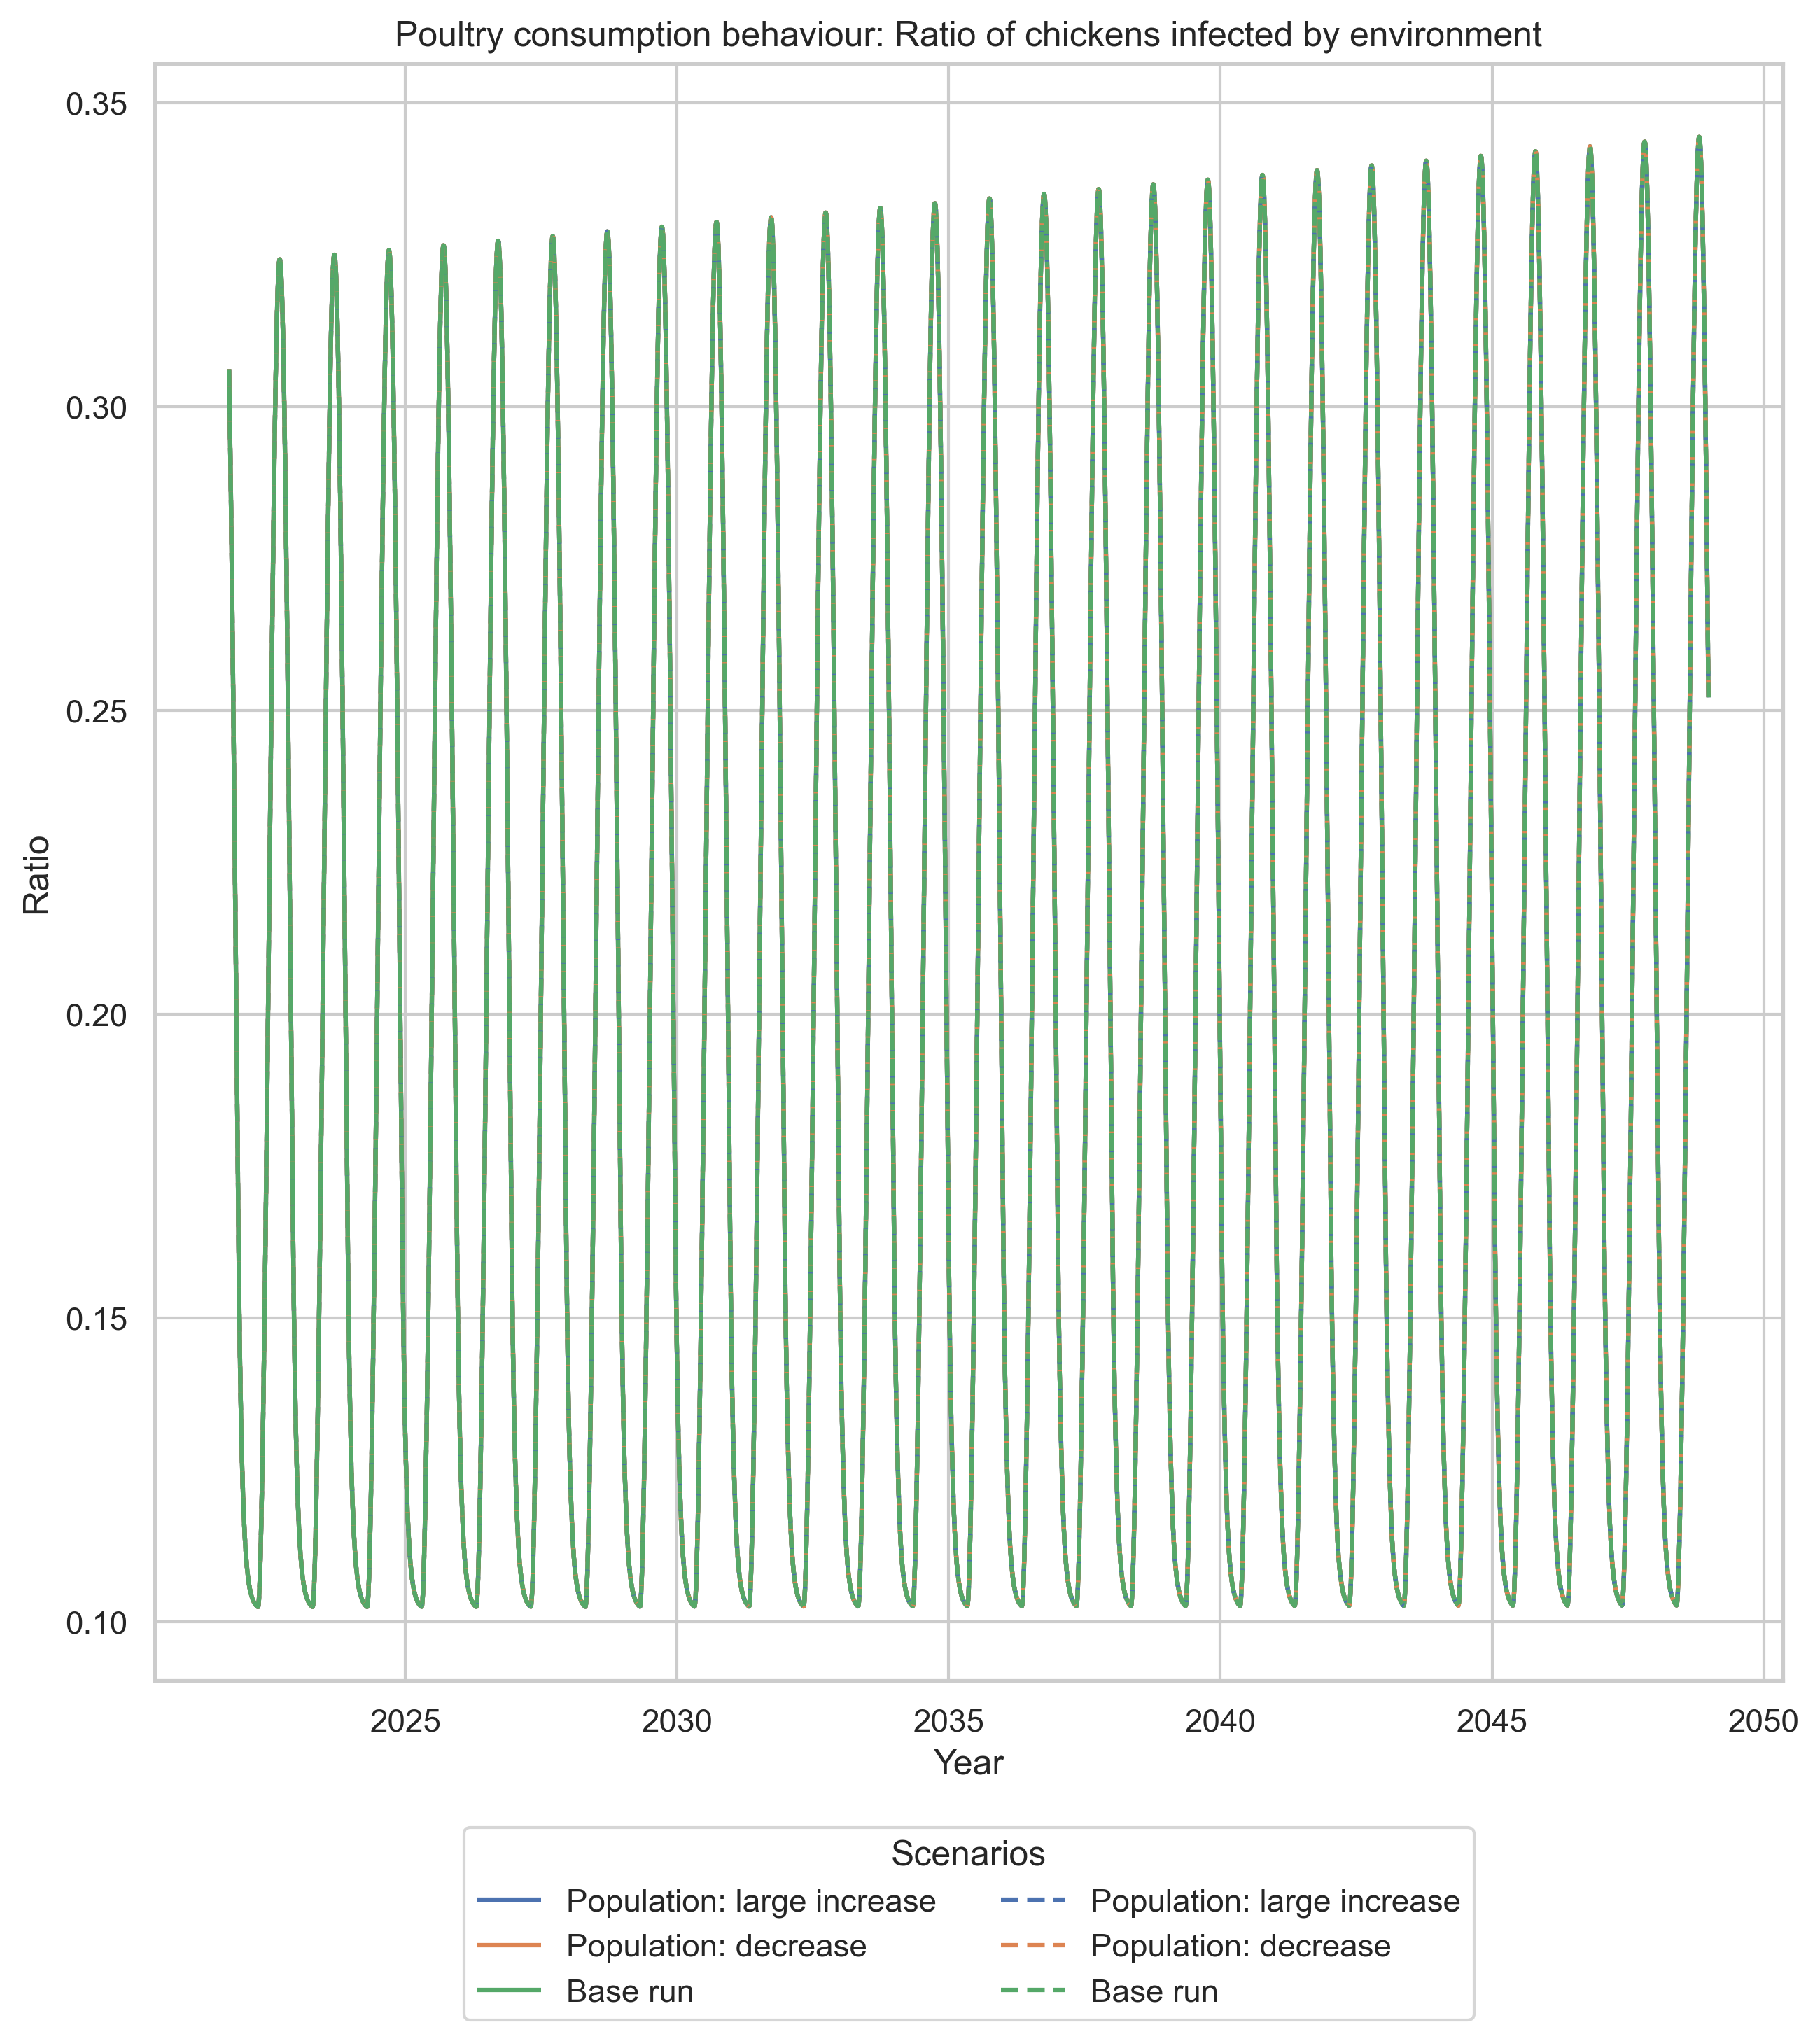 Poultry consumption behaviour: Ratio of chickens infected by environment
0.35
0.30
0.25
0.20
0.15
0.10
Ratio
2025 2030 2035 2040 2045 2050
Year
Scenarios
Population: large increase Population: large increase
Population: decrease Population: decrease
Base run Base run